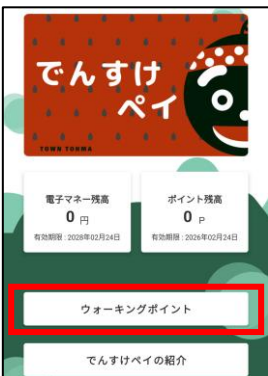 でんすけ
ペイ
TOWN TOHMA
電子マネー残高
0 円
有効期限 : 2028年02月24日
ポイント残高
0 P
有効期限 : 2026年02月24日
ウォーキングポイント
でんすけペイの紹介